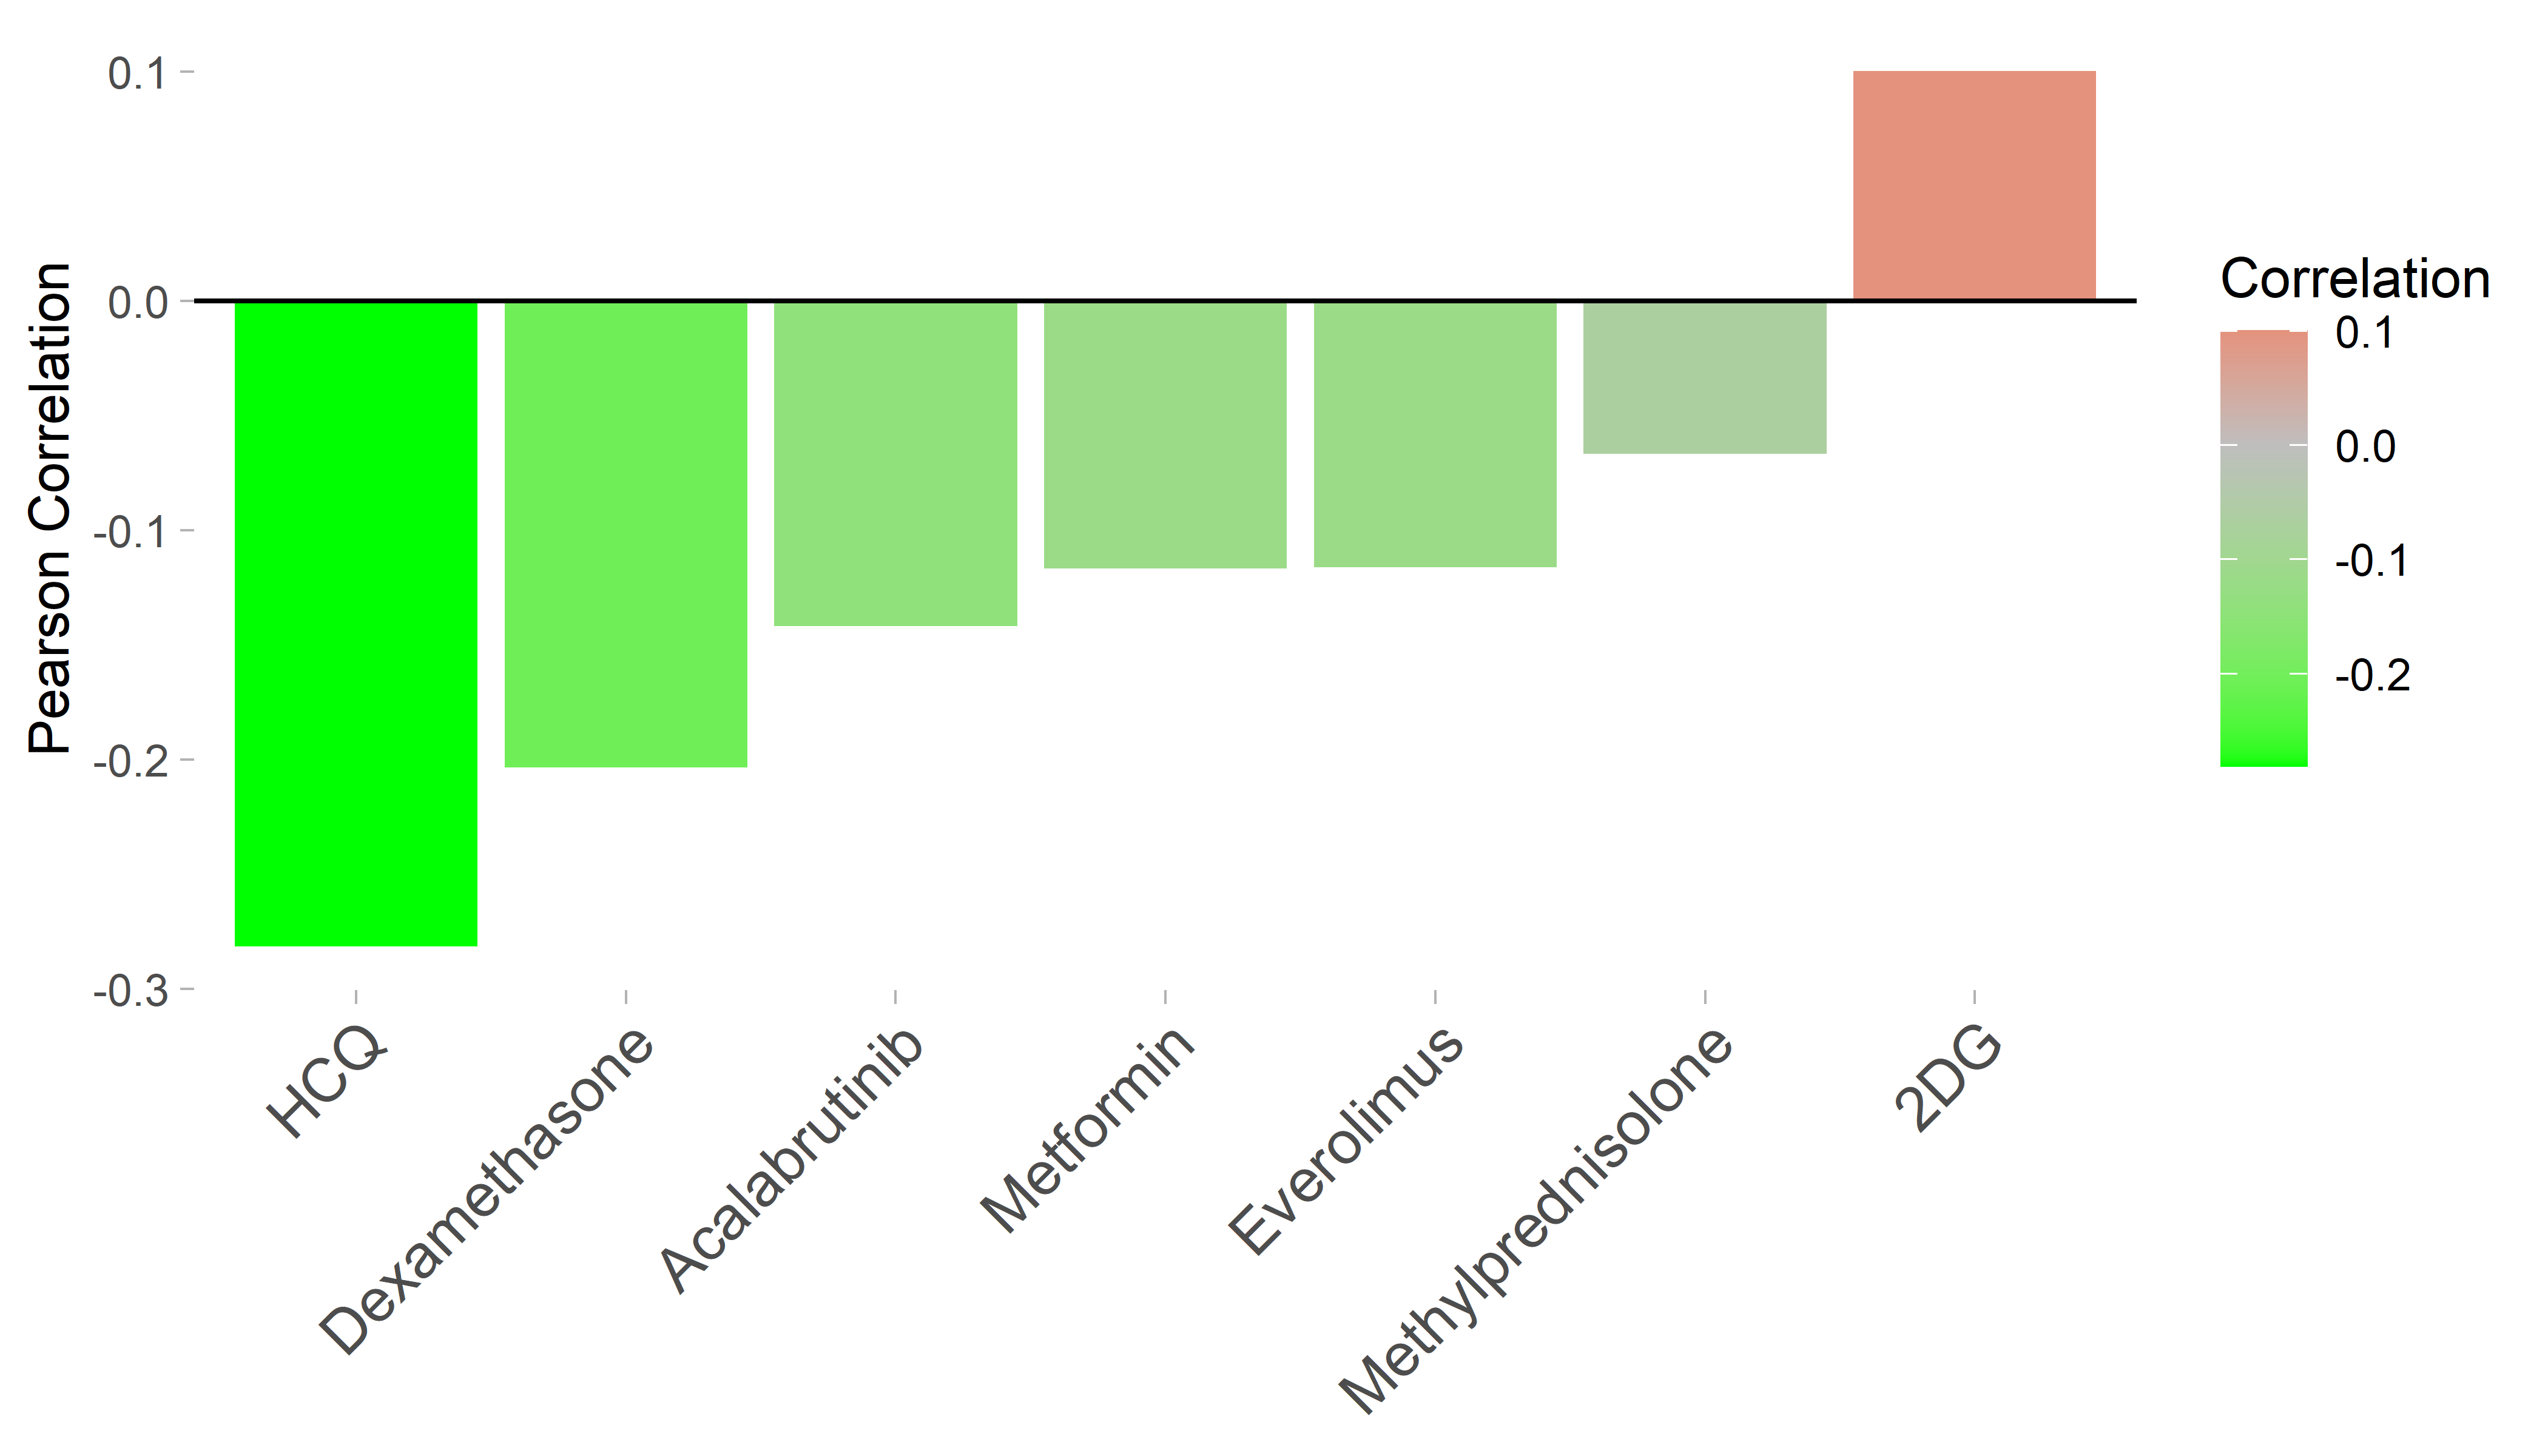 Pearson Correlation
0.1
0.0
-0.1
-0.2
-0.3
HCQ
Dexamethasone
Acalabrutinib
Metformin
Everolimus
Methylprednisolone
2DG
Correlation
0.1
0.0
-0.1
-0.2